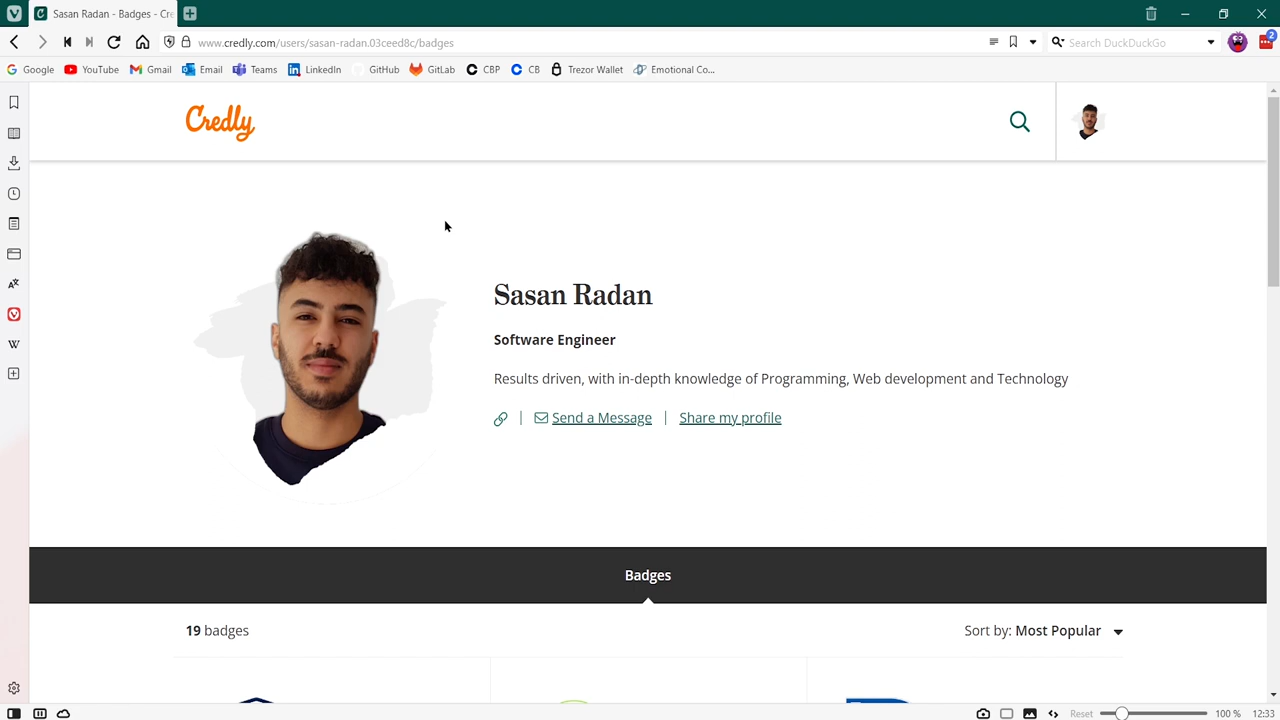 Sasan Radan - Badges - Cre
www.credly.com/users/sasan-radan.03ceed8c/badges
Search DuckDuckGo
2
Google
YouTube
Gmail
Email
Teams
LinkedIn
GitHub
GitLab
CBP
CB
Trezor Wallet
Emotional Co...
Credly
Sasan Radan
Software Engineer
Results driven, with in-depth knowledge of Programming, Web development and Technology
Send a Message
Share my profile
Badges
19 badges
Sort by: Most Popular
Reset
100 %
12:33